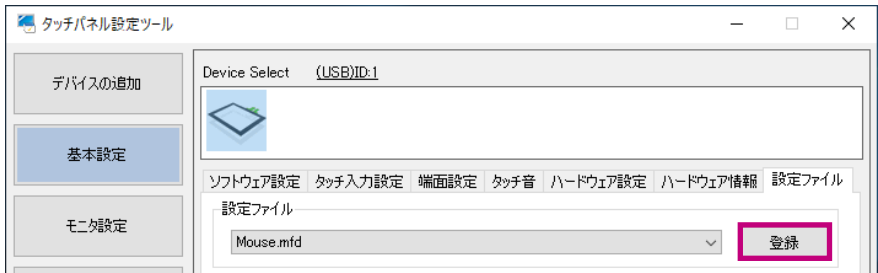 タッチパネル設定ツール
デバイスの追加
基本設定
モニタ設定
Device Select (USB)ID:1
ソフトウェア設定 タッチ入力設定 端面設定 タッチ音 ハードウェア設定 ハードウェア情報 設定ファイル
設定ファイル
Mouse.mfd 登録